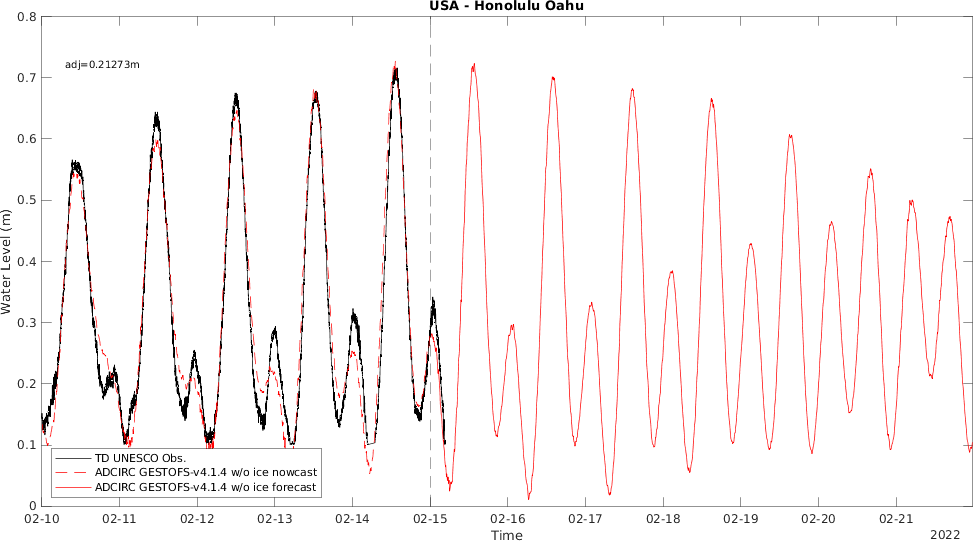 USA - Honolulu Oahu
0.8
0.7
0.6
0.5
0.4
0.3
0.2
0.1
0
Water Level (m)
adj=0.21273m
TD UNESCO Obs.
ADCIRC GESTOFS-v4.1.4 w/o ice nowcast
ADCIRC GESTOFS-v4.1.4 w/o ice forecast
02-10 02-11 02-12 02-13 02-14 02-15 02-16 02-17 02-18 02-19 02-20 02-21
Time
2022